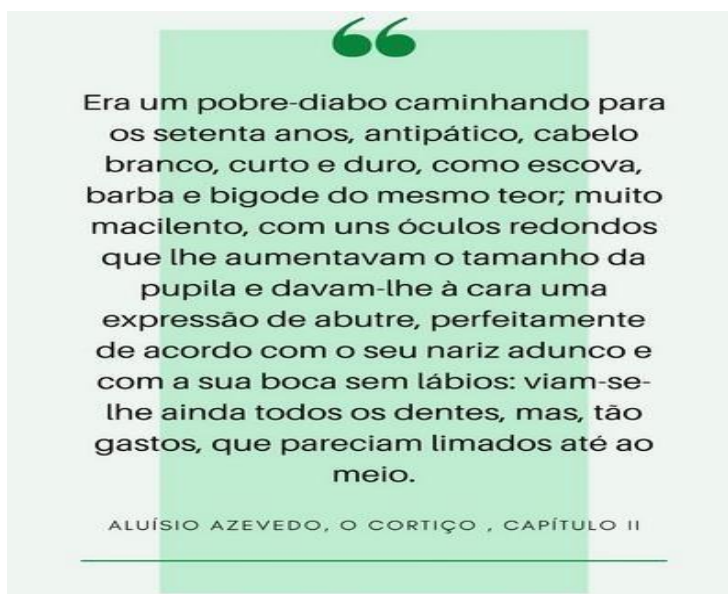 Era um pobre-diabo caminhando para
os setenta anos, antipático, cabelo
branco, curto e duro, como escova,
barba e bigode do mesmo teor; muito
macilento, com uns óculos redondos
que lhe aumentavam o tamanho da
pupila e davam-lhe à cara uma
expressão de abutre, perfeitamente
de acordo com o seu nariz adunco e
com a sua boca sem lábios: viam-se-
lhe ainda todos os dentes, mas, tão
gastos, que pareciam limados até ao
meio.
ALUÍSIO AZEVEDO, O CORTIÇO , CAPÍTULO II